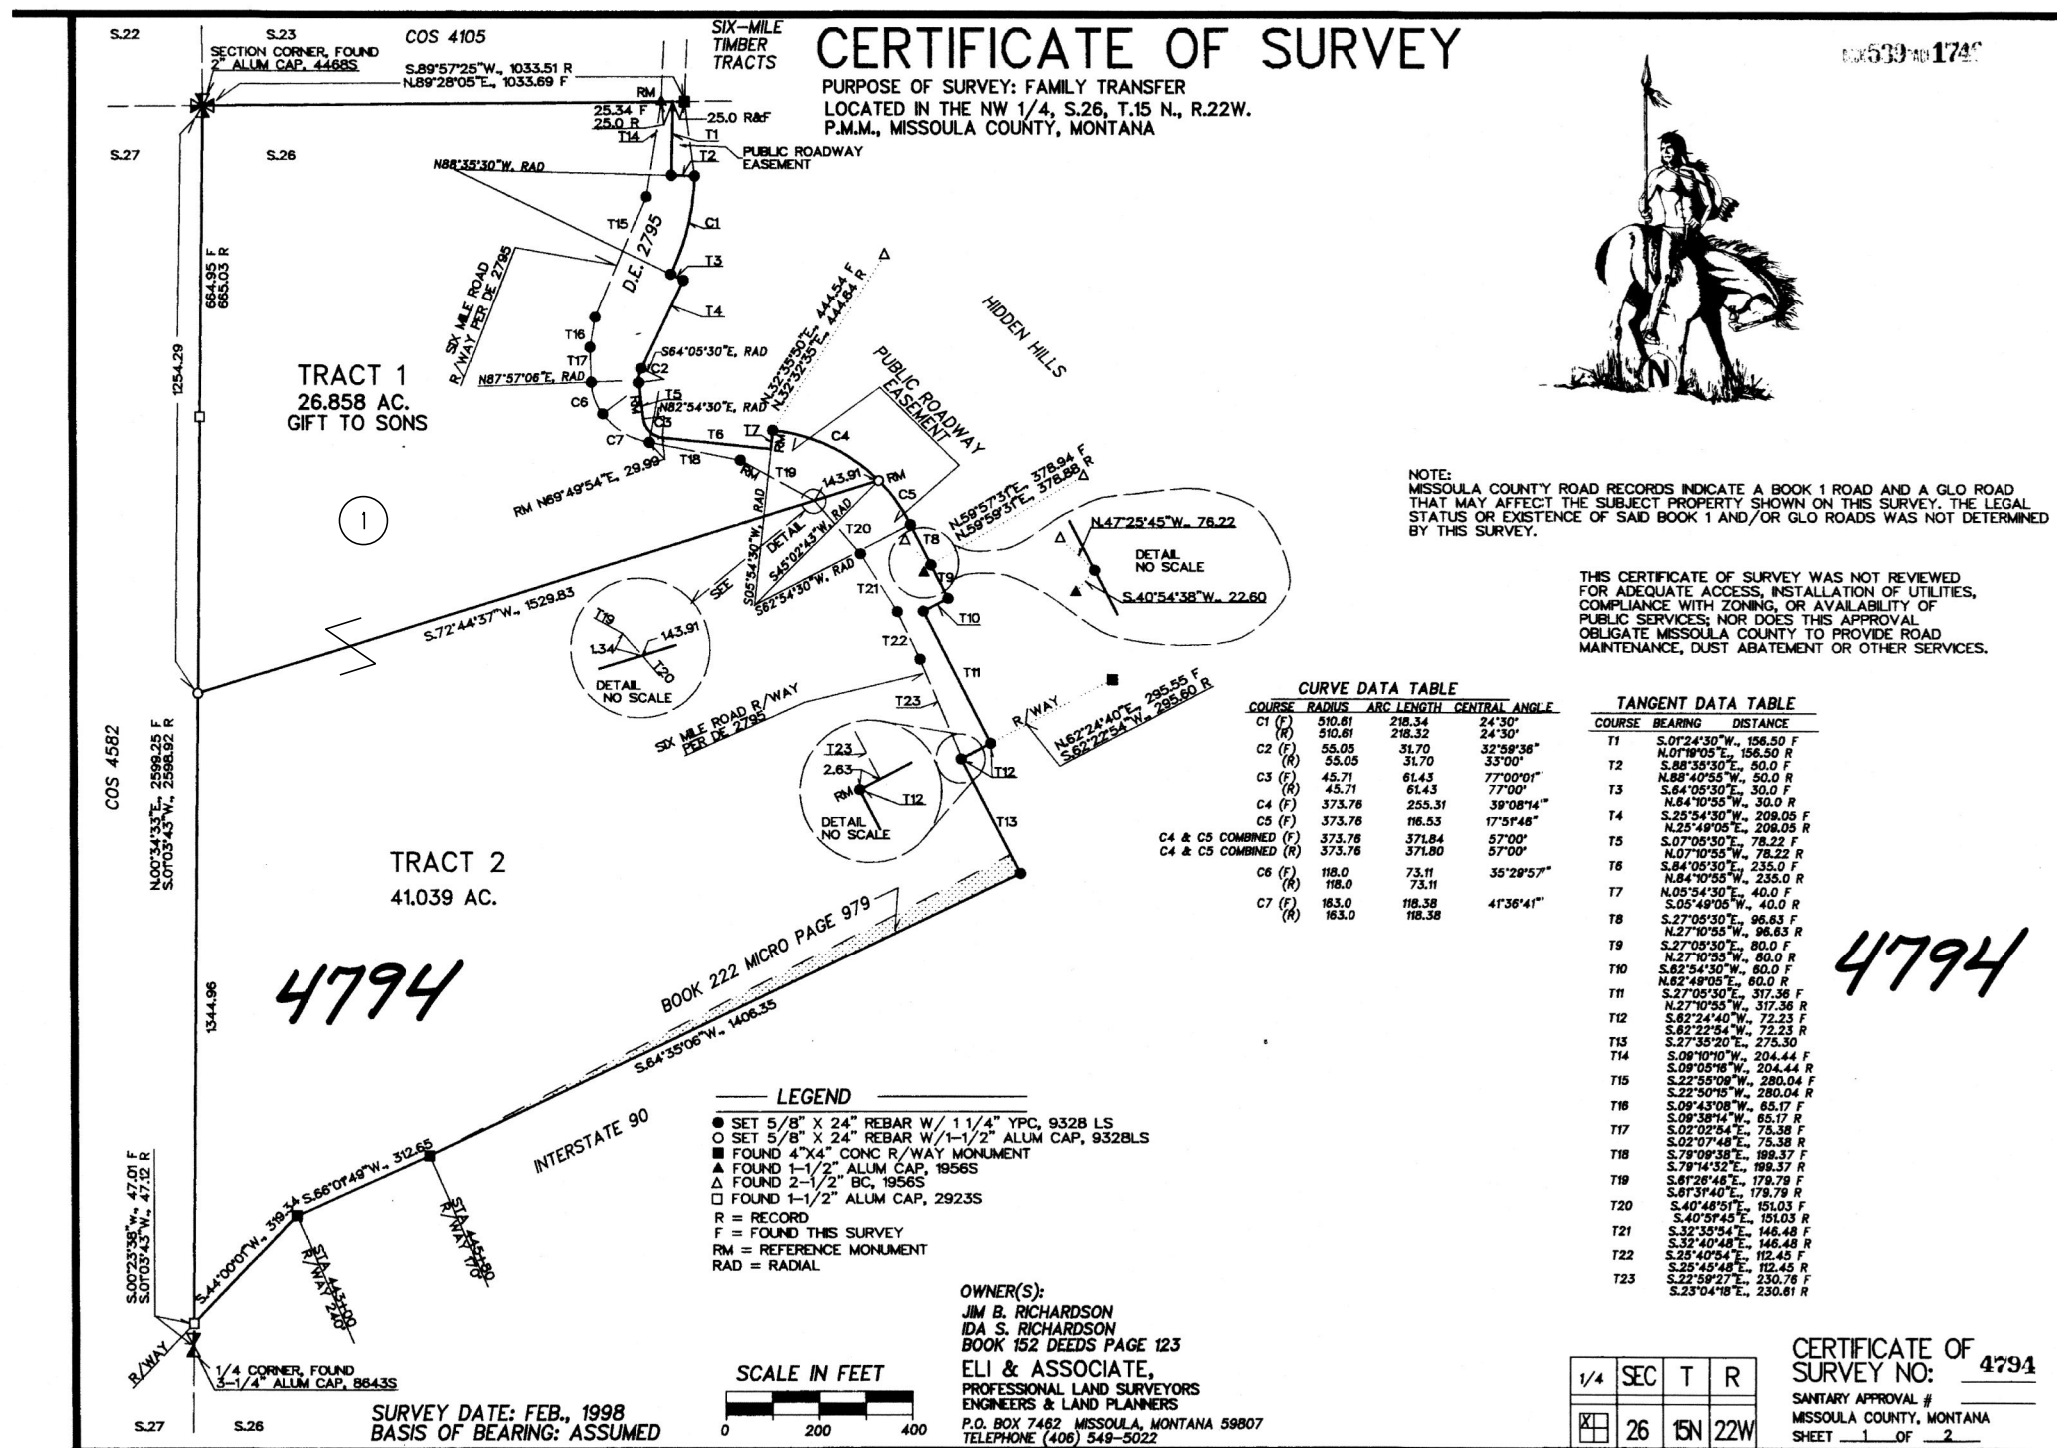 S.22
S.23
COS 4105
SIX-MILE
TIMBER
TRACTS
CERTIFICATE OF SURVEY
PURPOSE OF SURVEY: FAMILY TRANSFER
LOCATED IN THE NW 1/4, S.26, T.15 N., R.22W.
P.M.M., MISSOULA COUNTY, MONTANA
539
SECTION CORNER, FOUND
2" ALUM CAP, 4468S
S.89°57'25"W., 1033.51 R
N.89°28'05"E., 1033.69 F
RM
25.34 F
25.0 R
25.0 R&F
T14
T1
T2
PUBLIC ROADWAY
EASEMENT
S.27
S.26
N88°35'30"W, RAD
T15
D.E. 2795
C1
T3
T4
SIX MILE ROAD
R/WAY PER DE 2795
664.95 F
665.03 R
1254.29
T16
T17
S64°05'30"E, RAD
C2
N87°57'06"E, RAD
T5
RM
N82°54'30"E, RAD
C6
C3
C7
T6
T7
RM
T18
RM
T19
RM N69°49'54"E, 29.99
N.32°35'50"E., 444.54 F
N.32°32'35"E., 444.64 R
HIDDEN HILLS
PUBLIC ROADWAY
EASEMENT
C4
143.91
RM
C5
TRACT 1
26.858 AC.
GIFT TO SONS
1
N
NOTE:
MISSOULA COUNTY ROAD RECORDS INDICATE A BOOK 1 ROAD AND A GLO ROAD
THAT MAY AFFECT THE SUBJECT PROPERTY SHOWN ON THIS SURVEY. THE LEGAL
STATUS OR EXISTENCE OF SAID BOOK 1 AND/OR GLO ROADS WAS NOT DETERMINED
BY THIS SURVEY.
N.59°57'31"E., 378.94 F
N.59°59'31"E., 378.88 R
N.47°25'45"W., 76.22
DETAIL
NO SCALE
S.40°54'38"W., 22.60
SEE DETAIL
S05°54'30"W, RAD
S45°02'43"W, RAD
S62°54'30"W, RAD
T20
T8
T9
T10
T21
T22
T11
T23
THIS CERTIFICATE OF SURVEY WAS NOT REVIEWED
FOR ADEQUATE ACCESS, INSTALLATION OF UTILITIES,
COMPLIANCE WITH ZONING, OR AVAILABILITY OF
PUBLIC SERVICES; NOR DOES THIS APPROVAL
OBLIGATE MISSOULA COUNTY TO PROVIDE ROAD
MAINTENANCE, DUST ABATEMENT OR OTHER SERVICES.
S.72°44'37"W., 1529.83
T19
1.34
143.91
T20
DETAIL
NO SCALE
SIX MILE ROAD R/WAY
PER DE 2795
R/WAY
N.62°24'40"E., 295.55 F
S.62°22'54"W., 295.60 R
T23
2.63
RM
T12
DETAIL
NO SCALE
T12
T13
CURVE DATA TABLE
COURSE RADIUS ARC LENGTH CENTRAL ANGLE
C1 (F) 510.61 218.34 24°30'
(R) 510.61 218.32 24°30'
C2 (F) 55.05 31.70 32°59'36"
(R) 55.05 31.70 33°00'
C3 (F) 45.71 61.43 77°00'01"
(R) 45.71 61.43 77°00'
C4 (F) 373.76 255.31 39°08'14"
C5 (F) 373.76 116.53 17°51'46"
C4 & C5 COMBINED (F) 373.76 371.84 57°00'
C4 & C5 COMBINED (R) 373.76 371.80 57°00'
C6 (F) 118.0 73.11 35°29'57"
(R) 118.0 73.11
C7 (F) 163.0 118.38 41°36'41"
(R) 163.0 118.38
TANGENT DATA TABLE
COURSE BEARING DISTANCE
T1 S.01°24'30"W., 156.50 F
N.01°19'05"E., 156.50 R
T2 S.88°35'30"E., 50.0 F
N.88°40'55"W., 50.0 R
T3 S.64°05'30"E., 30.0 F
N.64°10'55"W., 30.0 R
T4 S.25°54'30"W., 209.05 F
N.25°49'05"E., 209.05 R
T5 S.07°05'30"E., 78.22 F
N.07°10'55"W., 78.22 R
T6 S.84°05'30"E., 235.0 F
N.84°10'55"W., 235.0 R
T7 N.05°54'30"E., 40.0 F
S.05°49'05"W., 40.0 R
T8 S.27°05'30"E., 96.63 F
N.27°10'55"W., 96.63 R
T9 S.27°05'30"E., 80.0 F
N.27°10'55"W., 80.0 R
T10 S.62°54'30"W., 60.0 F
N.62°49'05"E., 60.0 R
T11 S.27°05'30"E., 317.36 F
N.27°10'55"W., 317.36 R
T12 S.62°24'40"W., 72.23 F
S.62°22'54"W., 72.23 R
T13 S.27°35'20"E., 275.30
T14 S.09°10'10"W., 204.44 F
S.09°05'16"W., 204.44 R
T15 S.22°55'09"W., 280.04 F
S.22°50'15"W., 280.04 R
T16 S.09°43'08"W., 65.17 F
S.09°38'14"W., 65.17 R
T17 S.02°02'54"E., 75.38 F
S.02°07'48"E., 75.38 R
T18 S.79°09'38"E., 199.37 F
S.79°14'32"E., 199.37 R
T19 S.61°26'46"E., 179.79 F
S.61°31'40"E., 179.79 R
T20 S.40°46'51"E., 151.03 F
S.40°51'45"E., 151.03 R
T21 S.32°35'54"E., 146.48 F
S.32°40'48"E., 146.48 R
T22 S.25°40'54"E., 112.45 F
S.25°45'48"E., 112.45 R
T23 S.22°59'27"E., 230.76 F
S.23°04'18"E., 230.61 R
4794
COS 4582
N.00°34'33"E., 2599.25 F
S.01°03'43"W., 2598.92 R
TRACT 2
41.039 AC.
4794
1344.96
BOOK 222 MICRO PAGE 979
S.64°35'06"W., 1406.35
INTERSTATE 90
S.66°01'49"W., 312.65
S.44°00'01"W., 319.34
STA 445+80
R/WAY 170'
STA 443+00
R/WAY 240'
S.00°23'38"W., 47.01 F
S.01°03'43"W., 47.12 R
R/WAY
1/4 CORNER, FOUND
3-1/4" ALUM CAP, 8643S
S.27
S.26
LEGEND
SET 5/8" X 24" REBAR W/ 1 1/4" YPC, 9328 LS
SET 5/8" X 24" REBAR W/1-1/2" ALUM CAP, 9328LS
FOUND 4"X4" CONC R/WAY MONUMENT
FOUND 1-1/2" ALUM CAP, 1956S
FOUND 2-1/2" BC, 1956S
FOUND 1-1/2" ALUM CAP, 2923S
R = RECORD
F = FOUND THIS SURVEY
RM = REFERENCE MONUMENT
RAD = RADIAL
SURVEY DATE: FEB., 1998
BASIS OF BEARING: ASSUMED
SCALE IN FEET
0 200 400
OWNER(S):
JIM B. RICHARDSON
IDA S. RICHARDSON
BOOK 152 DEEDS PAGE 123
ELI & ASSOCIATE,
PROFESSIONAL LAND SURVEYORS
ENGINEERS & LAND PLANNERS
P.O. BOX 7462 MISSOULA, MONTANA 59807
TELEPHONE (406) 549-5022
1/4 SEC T R
X 26 15N 22W
CERTIFICATE OF
SURVEY NO: 4794
SANITARY APPROVAL #
MISSOULA COUNTY, MONTANA
SHEET 1 OF 2